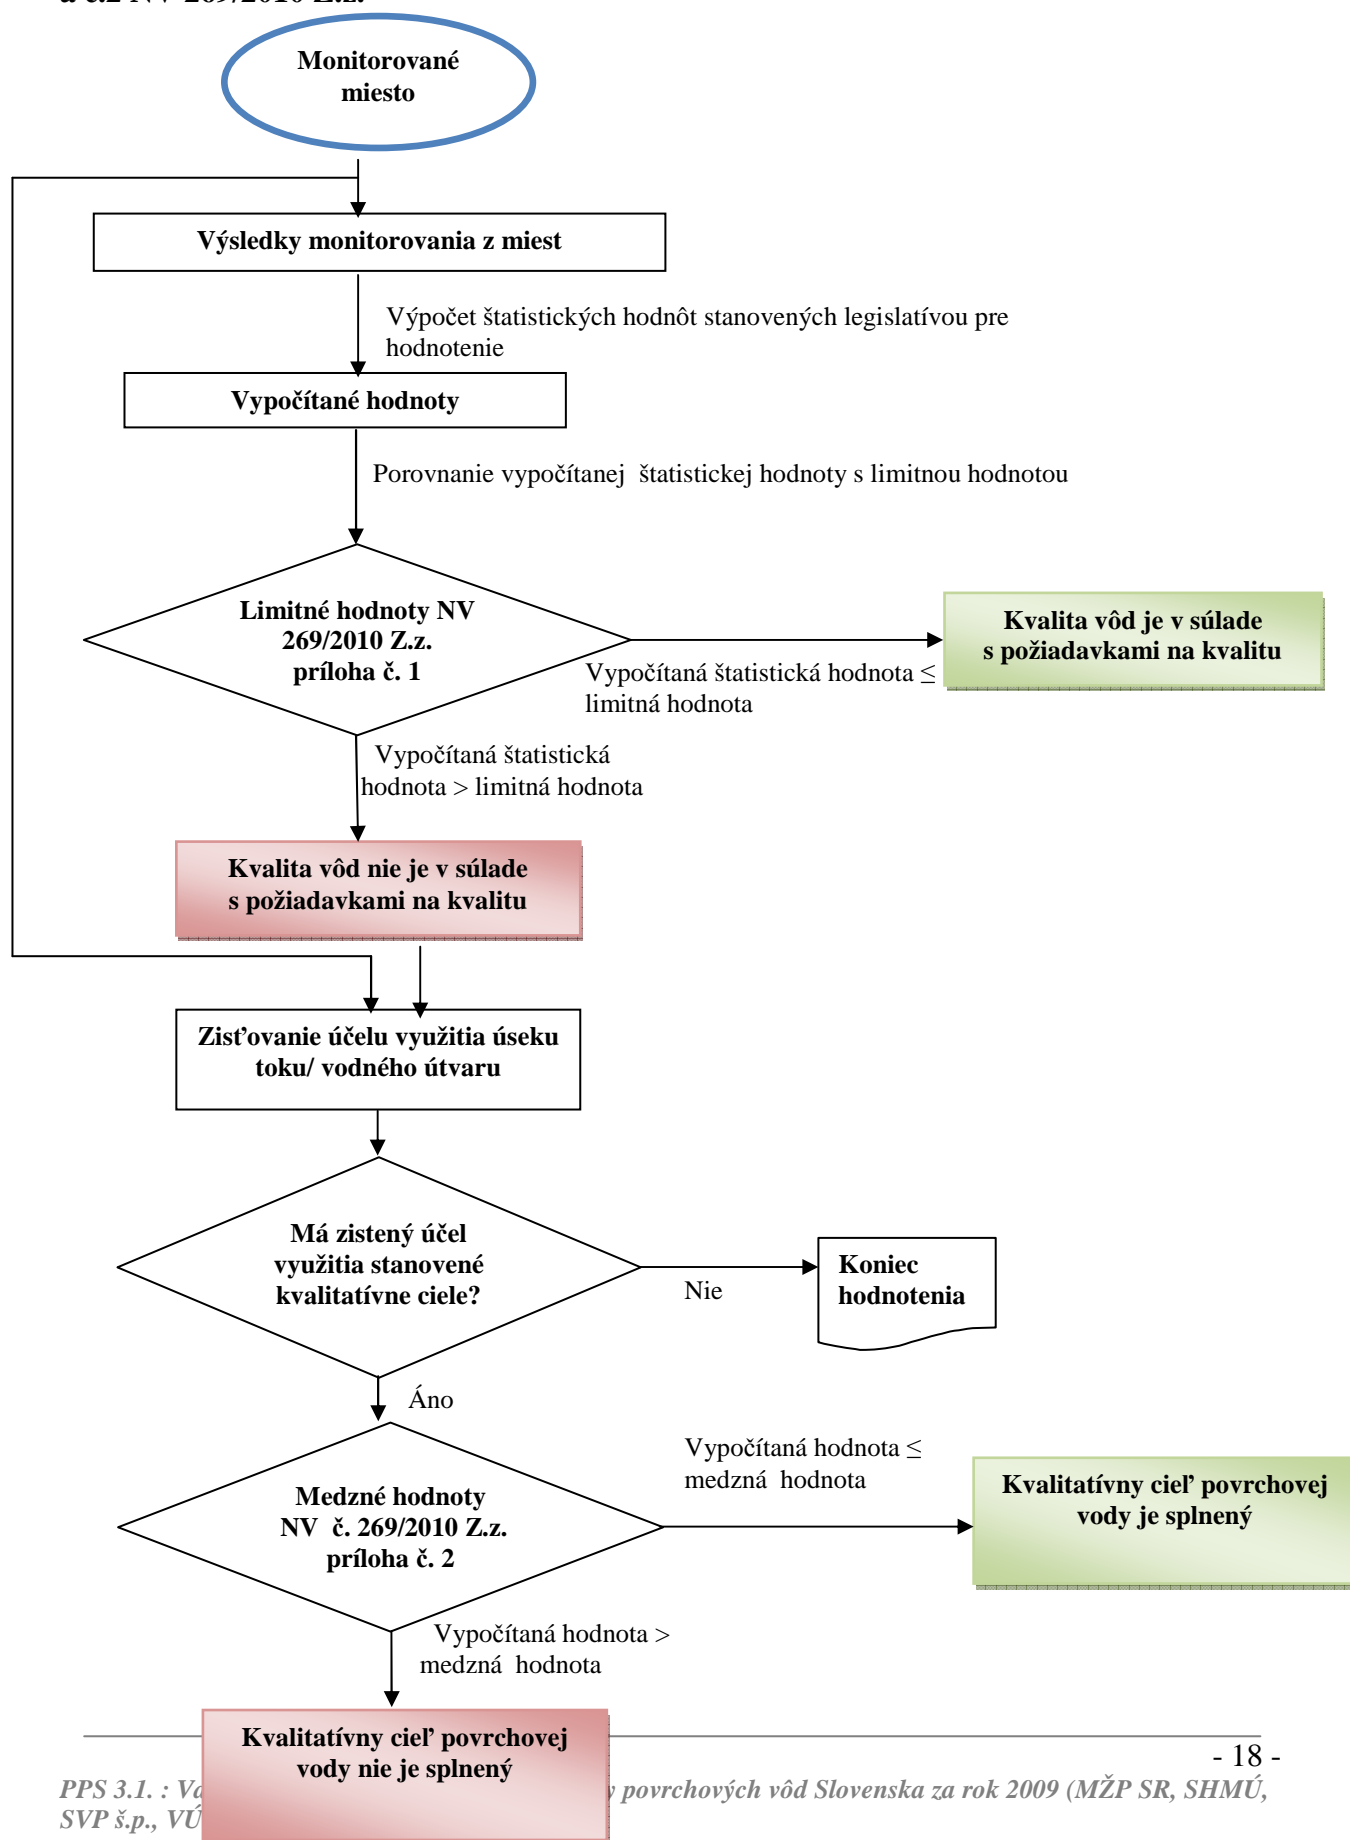 a č.2 NV 269/2010 Z.z.
Monitorované
miesto
Výsledky monitorovania z miest
Výpočet štatistických hodnôt stanovených legislatívou pre
hodnotenie
Vypočítané hodnoty
Porovnanie vypočítanej štatistickej hodnoty s limitnou hodnotou
Limitné hodnoty NV
269/2010 Z.z.
príloha č. 1
Vypočítaná štatistická hodnota ≤
limitná hodnota
Kvalita vôd je v súlade
s požiadavkami na kvalitu
Vypočítaná štatistická
hodnota > limitná hodnota
Kvalita vôd nie je v súlade
s požiadavkami na kvalitu
Zisťovanie účelu využitia úseku
toku/ vodného útvaru
Má zistený účel
využitia stanovené
kvalitatívne ciele?
Nie
Koniec
hodnotenia
Áno
Medzné hodnoty
NV č. 269/2010 Z.z.
príloha č. 2
Vypočítaná hodnota ≤
medzná hodnota
Kvalitatívny cieľ povrchovej
vody je splnený
Vypočítaná hodnota >
medzná hodnota
Kvalitatívny cieľ povrchovej
vody nie je splnený
- 18 -
PPS 3.1. : povrchových vôd Slovenska za rok 2009 (MŽP SR, SHMÚ,
SVP š.p.,